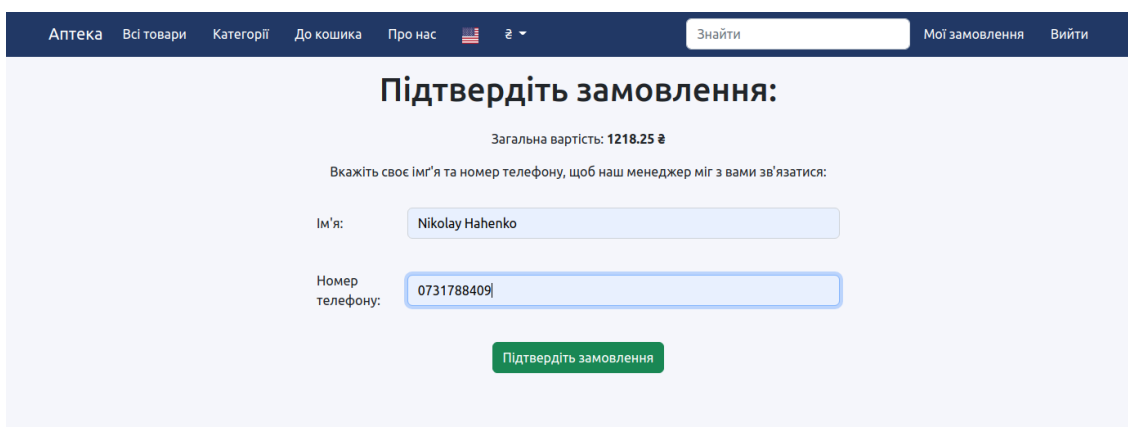 Аптека Всі товари Категорії До кошика Про нас ₴ Знайти Мої замовлення Вийти
Підтвердіть замовлення:
Загальна вартість: 1218.25 ₴
Вкажіть своє імґ'я та номер телефону, щоб наш менеджер міг з вами зв'язатися:
Ім'я: Nikolay Hahenko
Номер
телефону: 0731788409
Підтвердіть замовлення